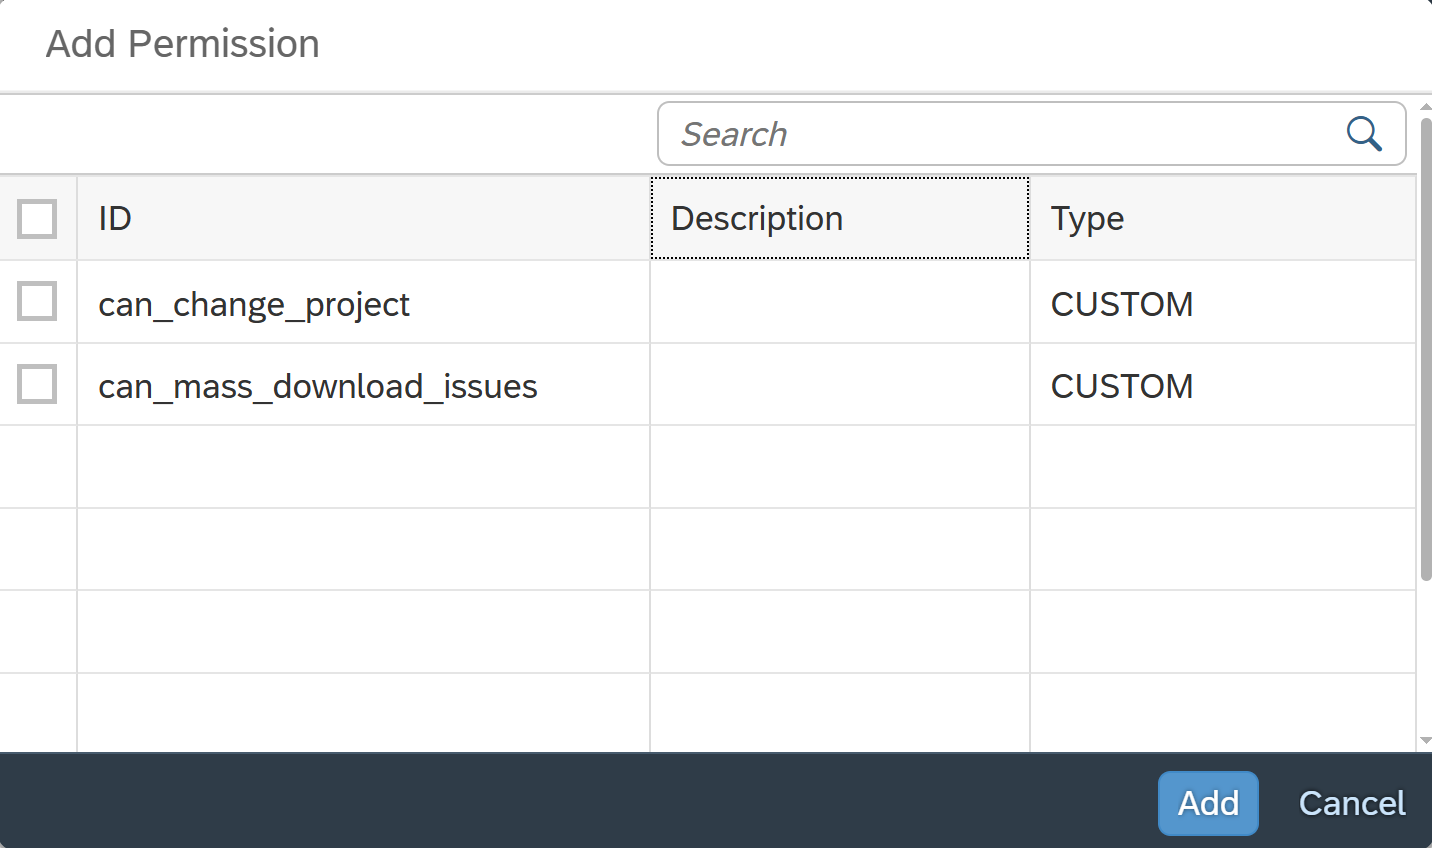 Add Permission
Search
ID Description Type
can_change_project CUSTOM
can_mass_download_issues CUSTOM
Add Cancel